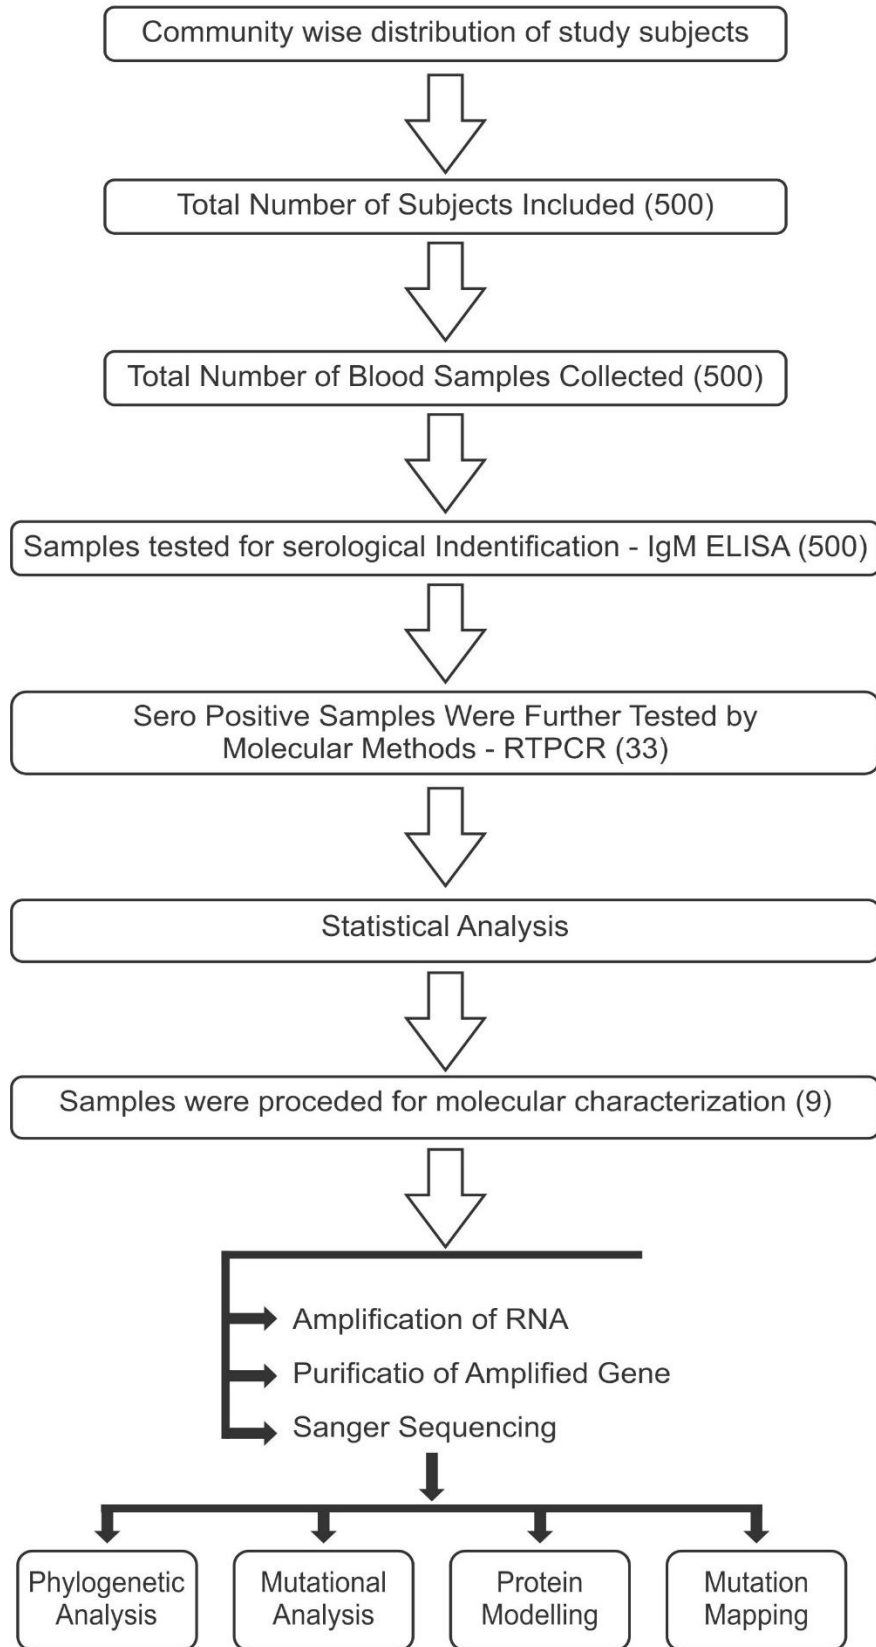 Community wise distribution of study subjects
Total Number of Subjects Included (500)
Total Number of Blood Samples Collected (500)
Samples tested for serological Indentification - IgM ELISA (500)
Sero Positive Samples Were Further Tested by
Molecular Methods - RTPCR (33)
Statistical Analysis
Samples were proceded for molecular characterization (9)
Amplification of RNA
Purificatio of Amplified Gene
Sanger Sequencing
Phylogenetic
Analysis
Mutational
Analysis
Protein
Modelling
Mutation
Mapping